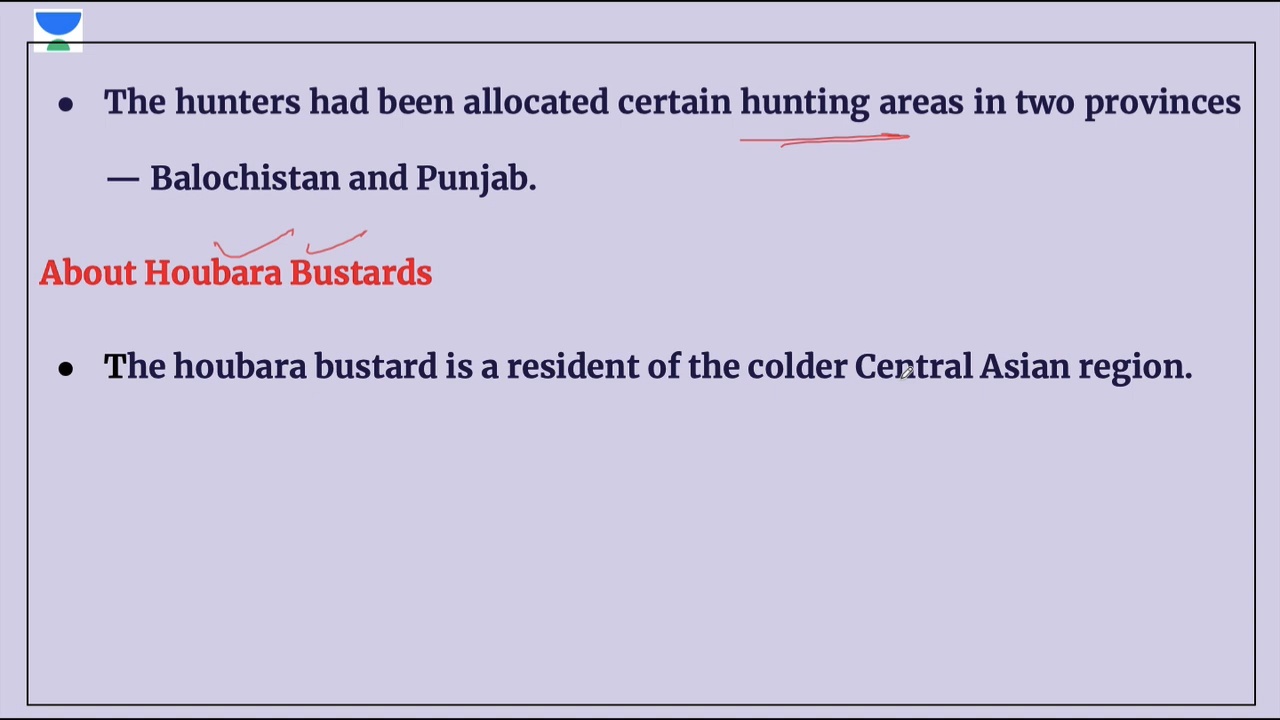 ● The hunters had been allocated certain hunting areas in two provinces
— Balochistan and Punjab.
About Houbara Bustards
● The houbara bustard is a resident of the colder Central Asian region.